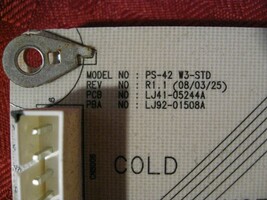 MODEL NO : PS-42 W3-STD
REV NO : R1.1 (08/03/25)
PCB NO : LJ41-05244A
PBA NO : LJ92-01508A
COLD